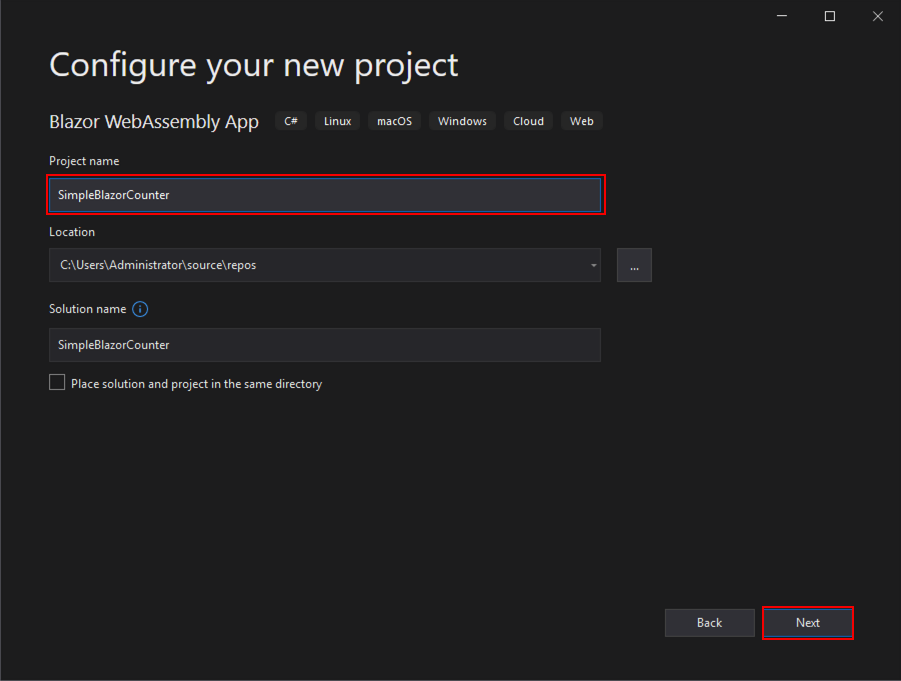 Configure your new project
Blazor WebAssembly App C# Linux macOS Windows Cloud Web
Project name
SimpleBlazorCounter
Location
C:\Users\Administrator\source\repos
...
Solution name
SimpleBlazorCounter
Place solution and project in the same directory
Back Next